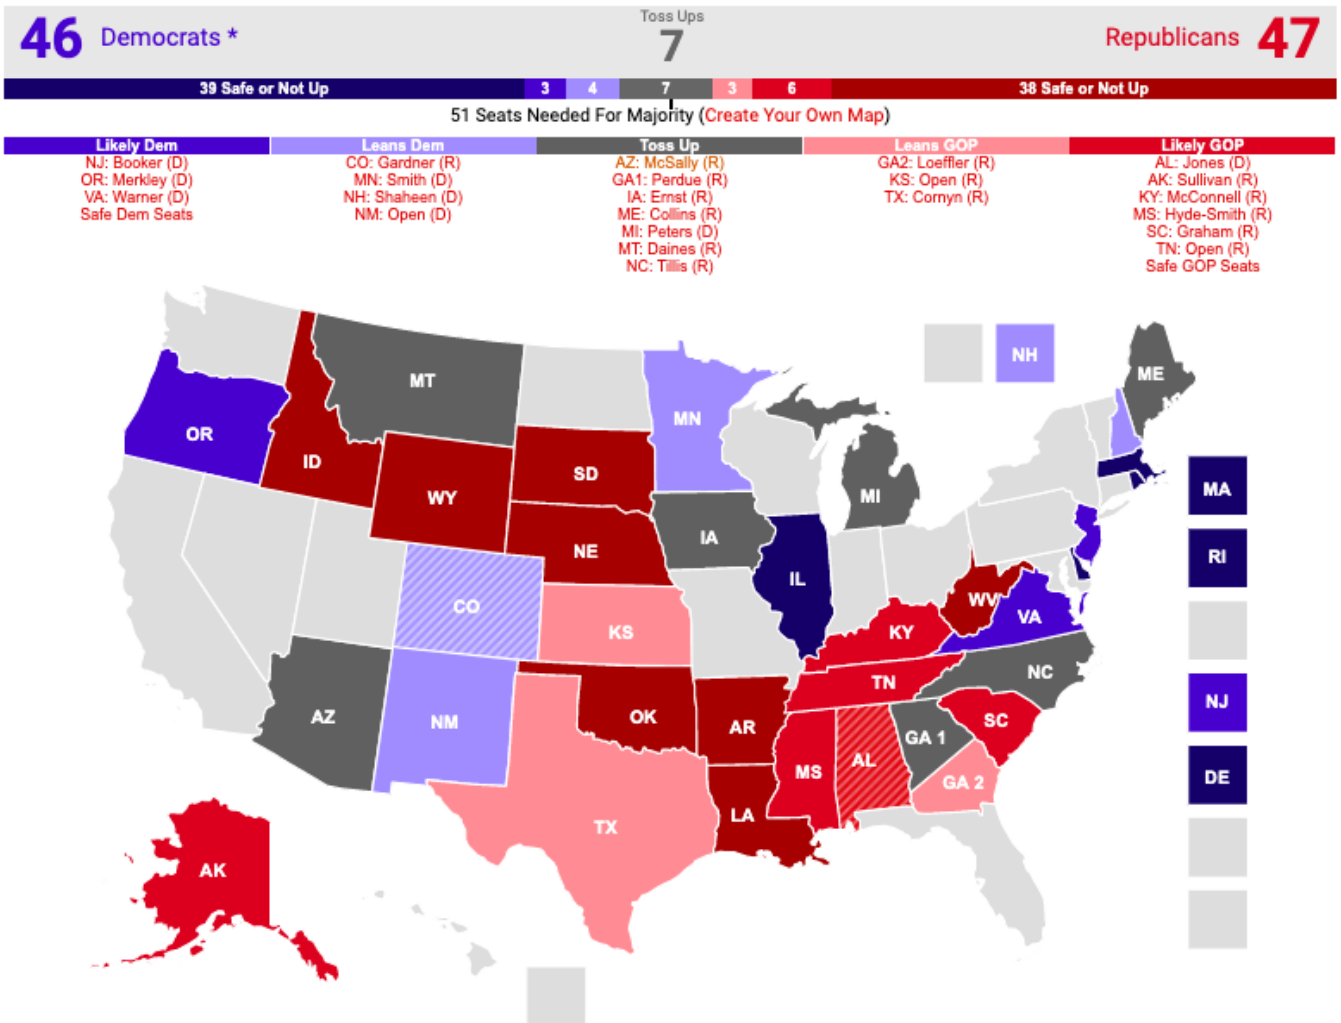 46 Democrats *
Toss Ups
7
Republicans 47
39 Safe or Not Up 3 4 7 3 6 38 Safe or Not Up
51 Seats Needed For Majority (Create Your Own Map)
Likely Dem
NJ: Booker (D)
OR: Merkley (D)
VA: Warner (D)
Safe Dem Seats
Leans Dem
CO: Gardner (R)
MN: Smith (D)
NH: Shaheen (D)
NM: Open (D)
Toss Up
AZ: McSally (R)
GA1: Perdue (R)
IA: Ernst (R)
ME: Collins (R)
MI: Peters (D)
MT: Daines (R)
NC: Tillis (R)
Leans GOP
GA2: Loeffler (R)
KS: Open (R)
TX: Cornyn (R)
Likely GOP
AL: Jones (D)
AK: Sullivan (R)
KY: McConnell (R)
MS: Hyde-Smith (R)
SC: Graham (R)
TN: Open (R)
Safe GOP Seats
NH
ME
MT
MN
OR
ID
SD
WY
MI
MA
IA
NE
RI
IL
CO
WV
VA
KS
KY
NC
TN
NJ
AZ
NM
OK
AR
SC
GA 1
AL
MS
DE
GA 2
LA
TX
AK